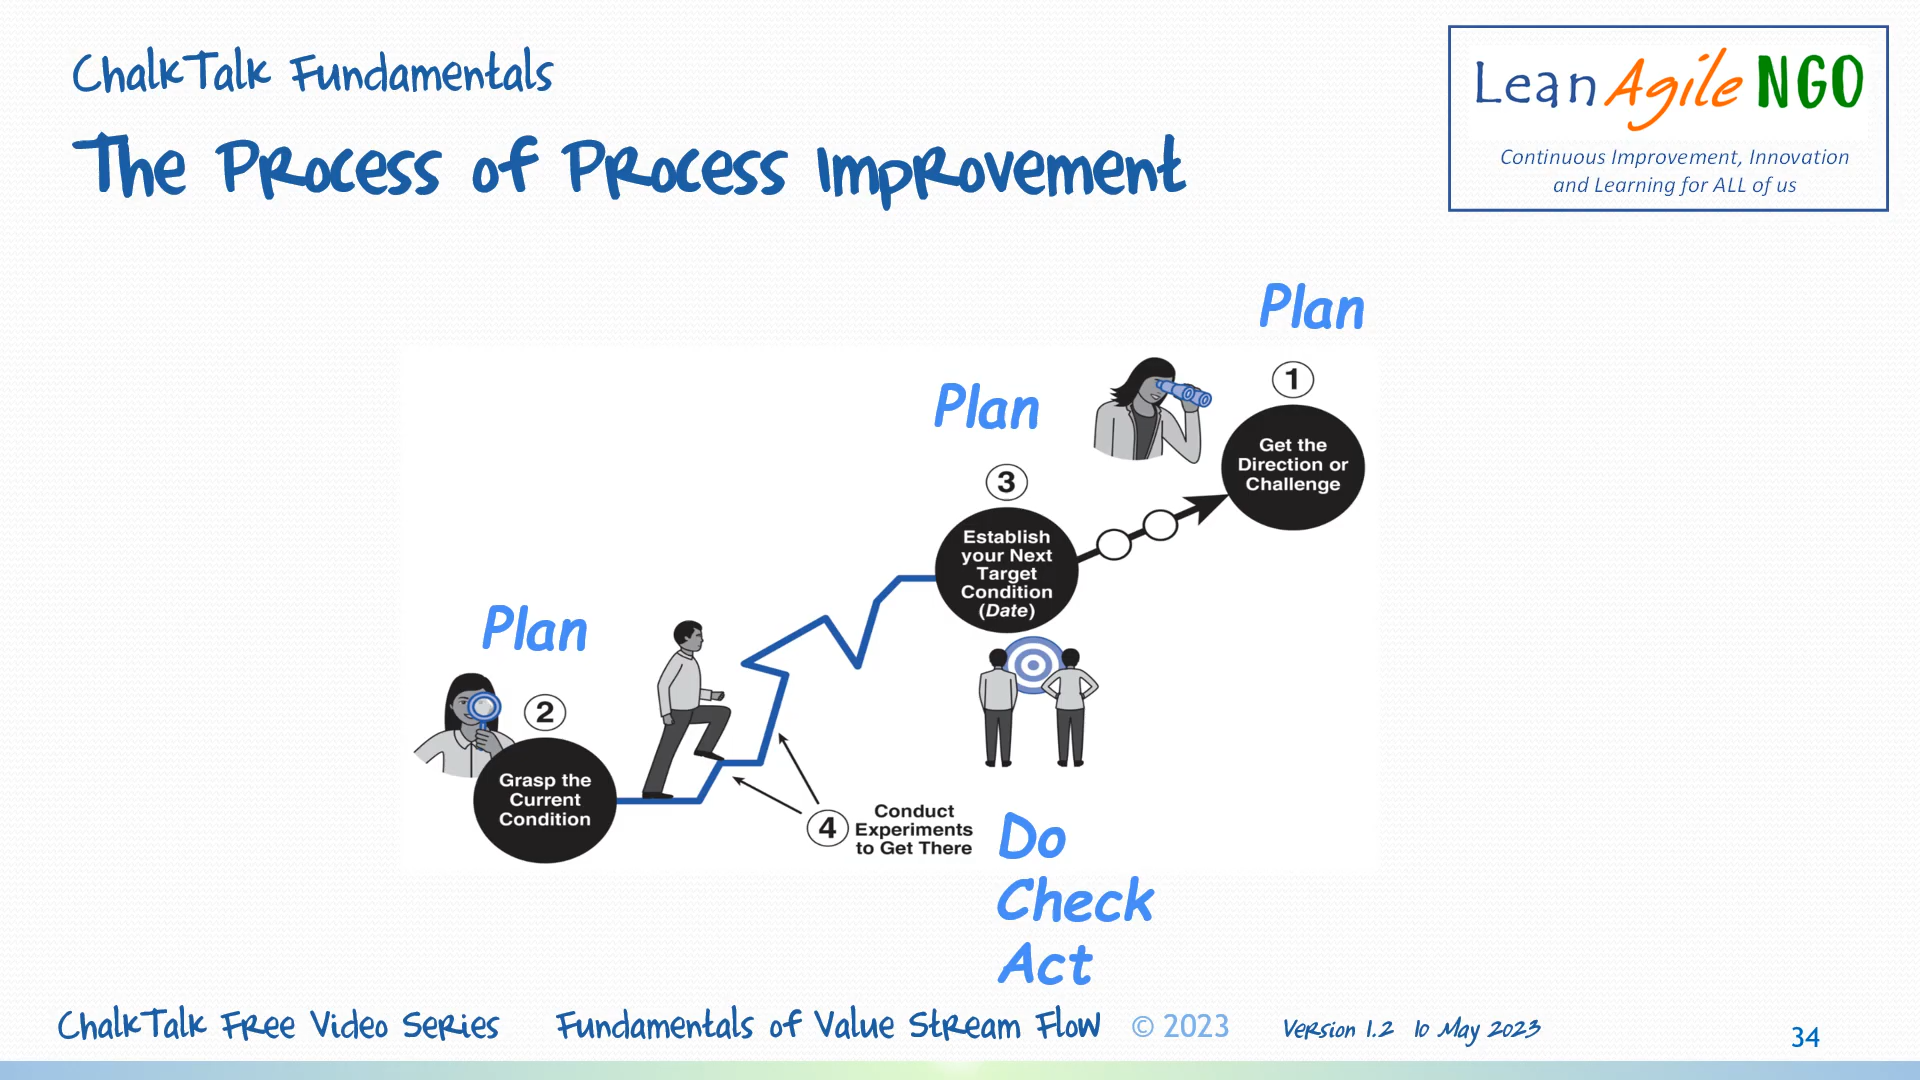 ChalkTalk Fundamentals
The Process of Process Improvement
Lean Agile NGO
Continuous Improvement, Innovation
and Learning for ALL of us
Plan
1
Get the
Direction or
Challenge
Plan
3
Establish
your Next
Target
Condition
(Date)
Plan
2
Grasp the
Current
Condition
4
Conduct
Experiments
to Get There
Do
Check
Act
ChalkTalk Free Video Series Fundamentals of Value Stream Flow © 2023 Version 1.2 10 May 2023
34